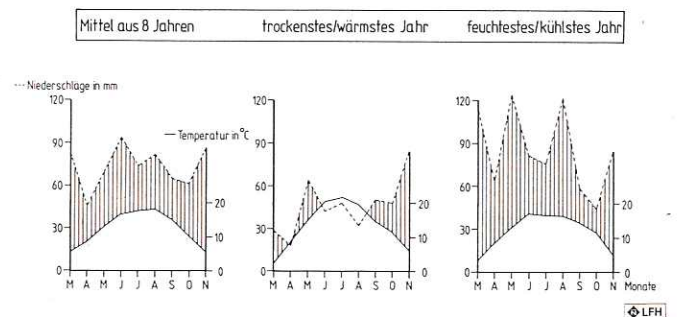 Mittel aus 8 Jahren trockenstes/wärmstes Jahr feuchtestes/kühlstes Jahr
--- Niederschläge in mm
120 120 120
— Temperatur in °C
90 90 90
60 60 60
20 20 20
30 30 30
10 10 10
0 0 0 0 0
M A M J J A S O N M A M J J A S O N M A M J J A S O N Monate
LFH